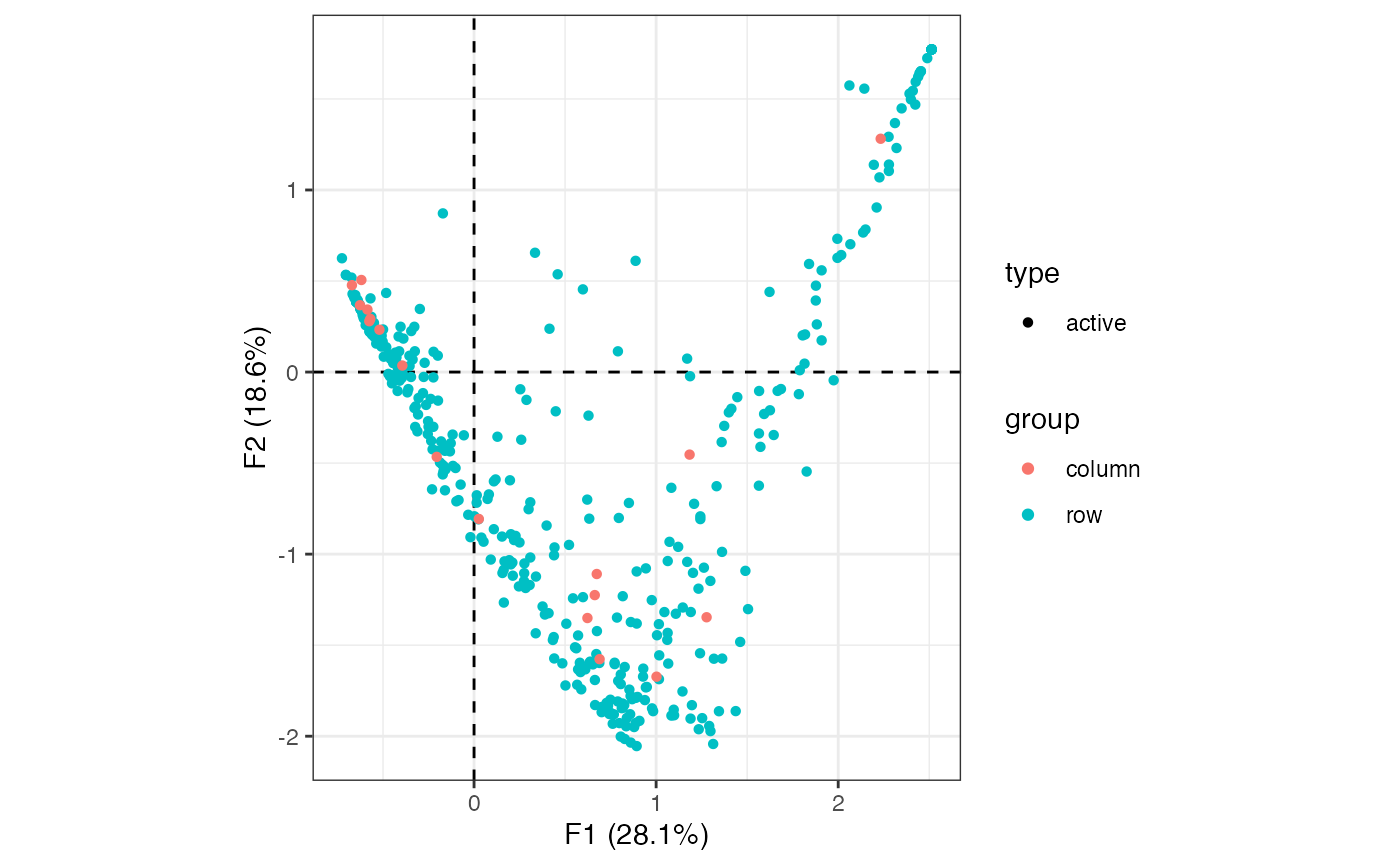 F2 (18.6%)
1
0
-1
-2
0
1
2
F1 (28.1%)
type
active
group
column
row